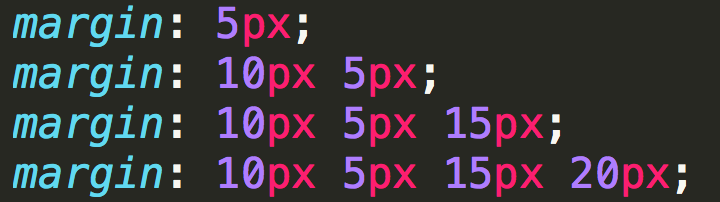 margin: 5px;
margin: 10px 5px;
margin: 10px 5px 15px;
margin: 10px 5px 15px 20px;